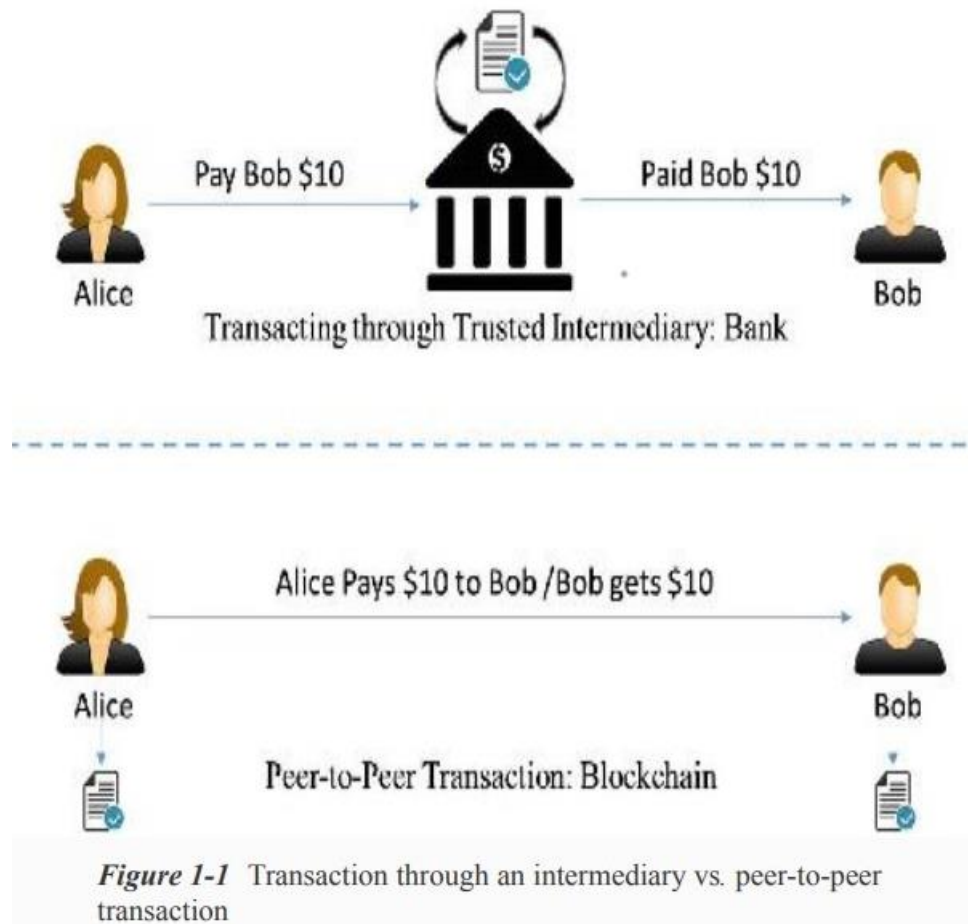 $
Pay Bob $10
Paid Bob $10
Alice
Bob
Transacting through Trusted Intermediary: Bank
Alice Pays $10 to Bob /Bob gets $10
Alice
Bob
Peer-to-Peer Transaction: Blockchain
Figure 1-1 Transaction through an intermediary vs. peer-to-peer
transaction